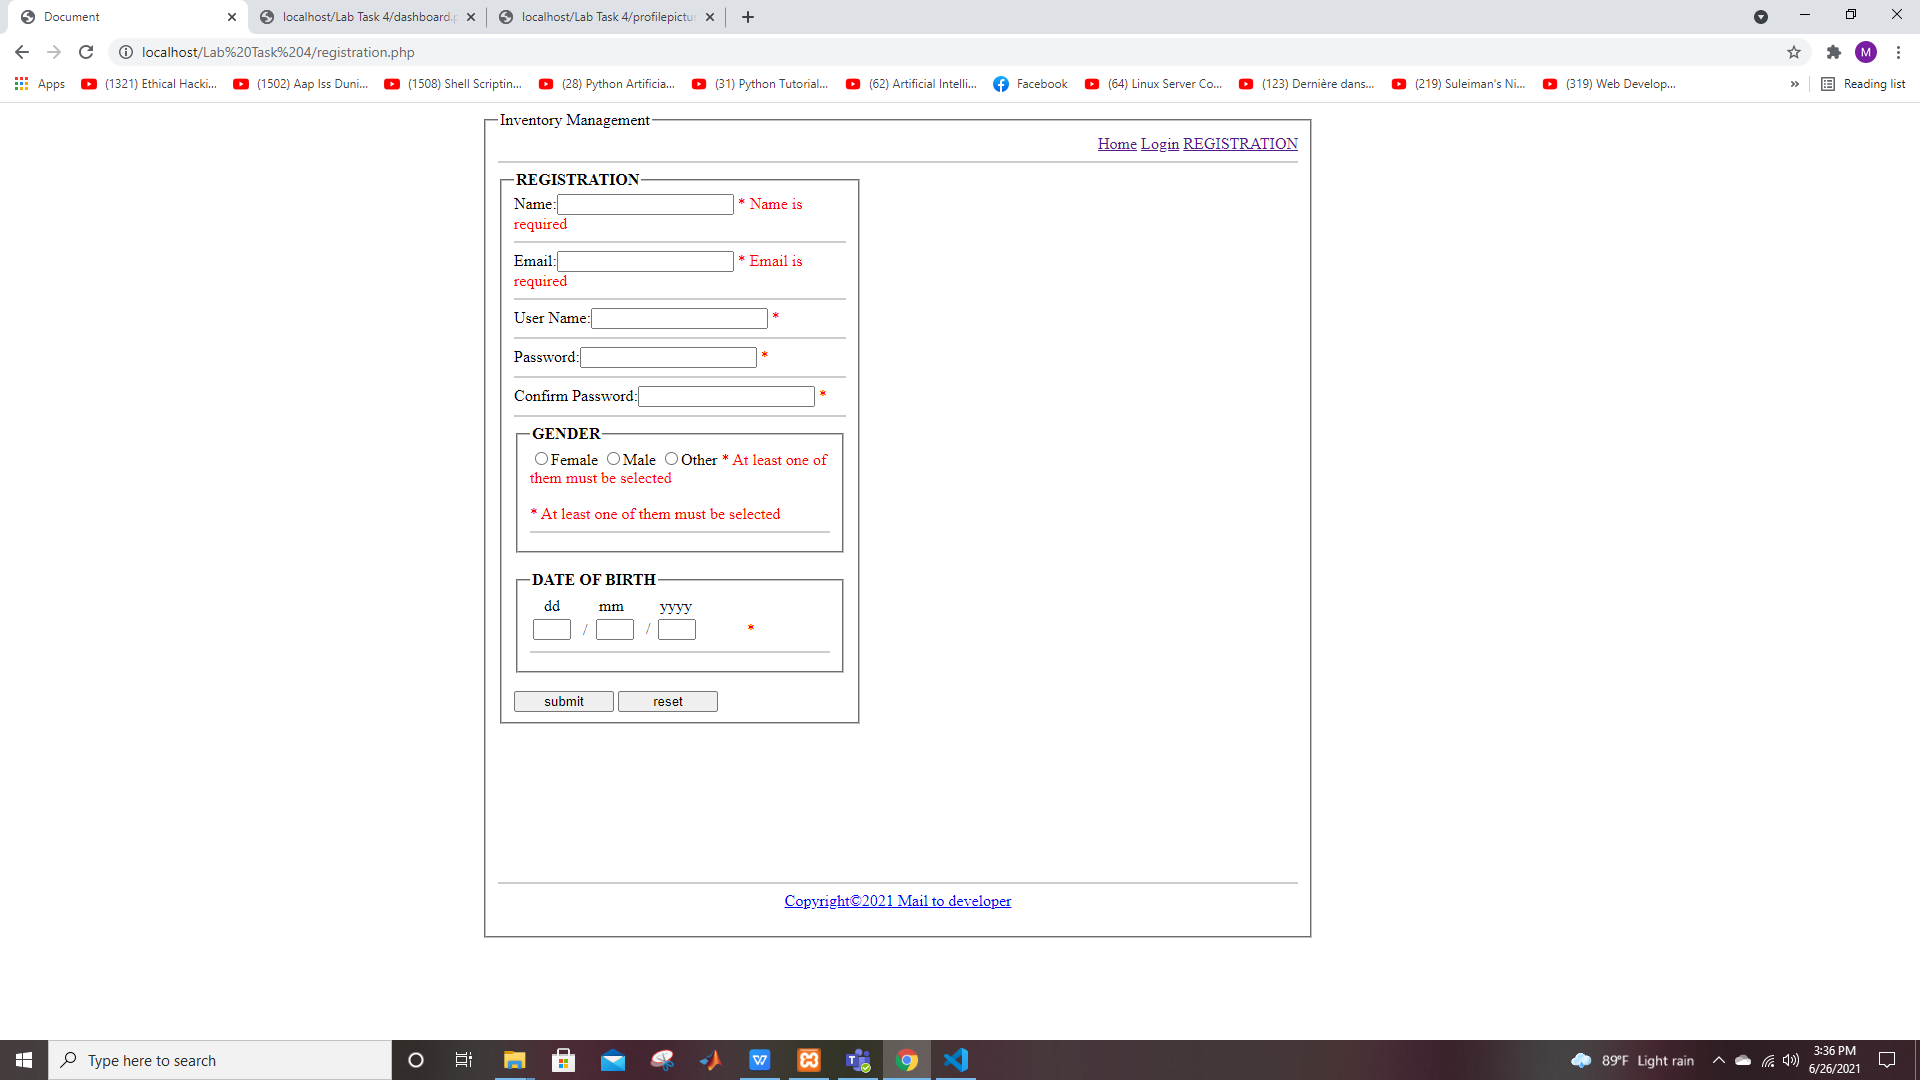 Document
localhost/Lab Task 4/dashboard.p
localhost/Lab Task 4/profilepictu
localhost/Lab%20Task%204/registration.php
M
Apps
(1321) Ethical Hacki...
(1502) Aap Iss Duni...
(1508) Shell Scriptin...
(28) Python Artificia...
(31) Python Tutorial...
(62) Artificial Intelli...
Facebook
(64) Linux Server Co...
(123) Dernière dans...
(219) Suleiman's Ni...
(319) Web Develop...
»
Reading list
Inventory Management
Home Login REGISTRATION
REGISTRATION
Name: * Name is
required
Email: * Email is
required
User Name: *
Password: *
Confirm Password: *
GENDER
Female Male Other * At least one of
them must be selected
* At least one of them must be selected
DATE OF BIRTH
dd mm yyyy
/ / *
submit reset
Copyright©2021 Mail to developer
Type here to search
89°F Light rain
3:36 PM
6/26/2021